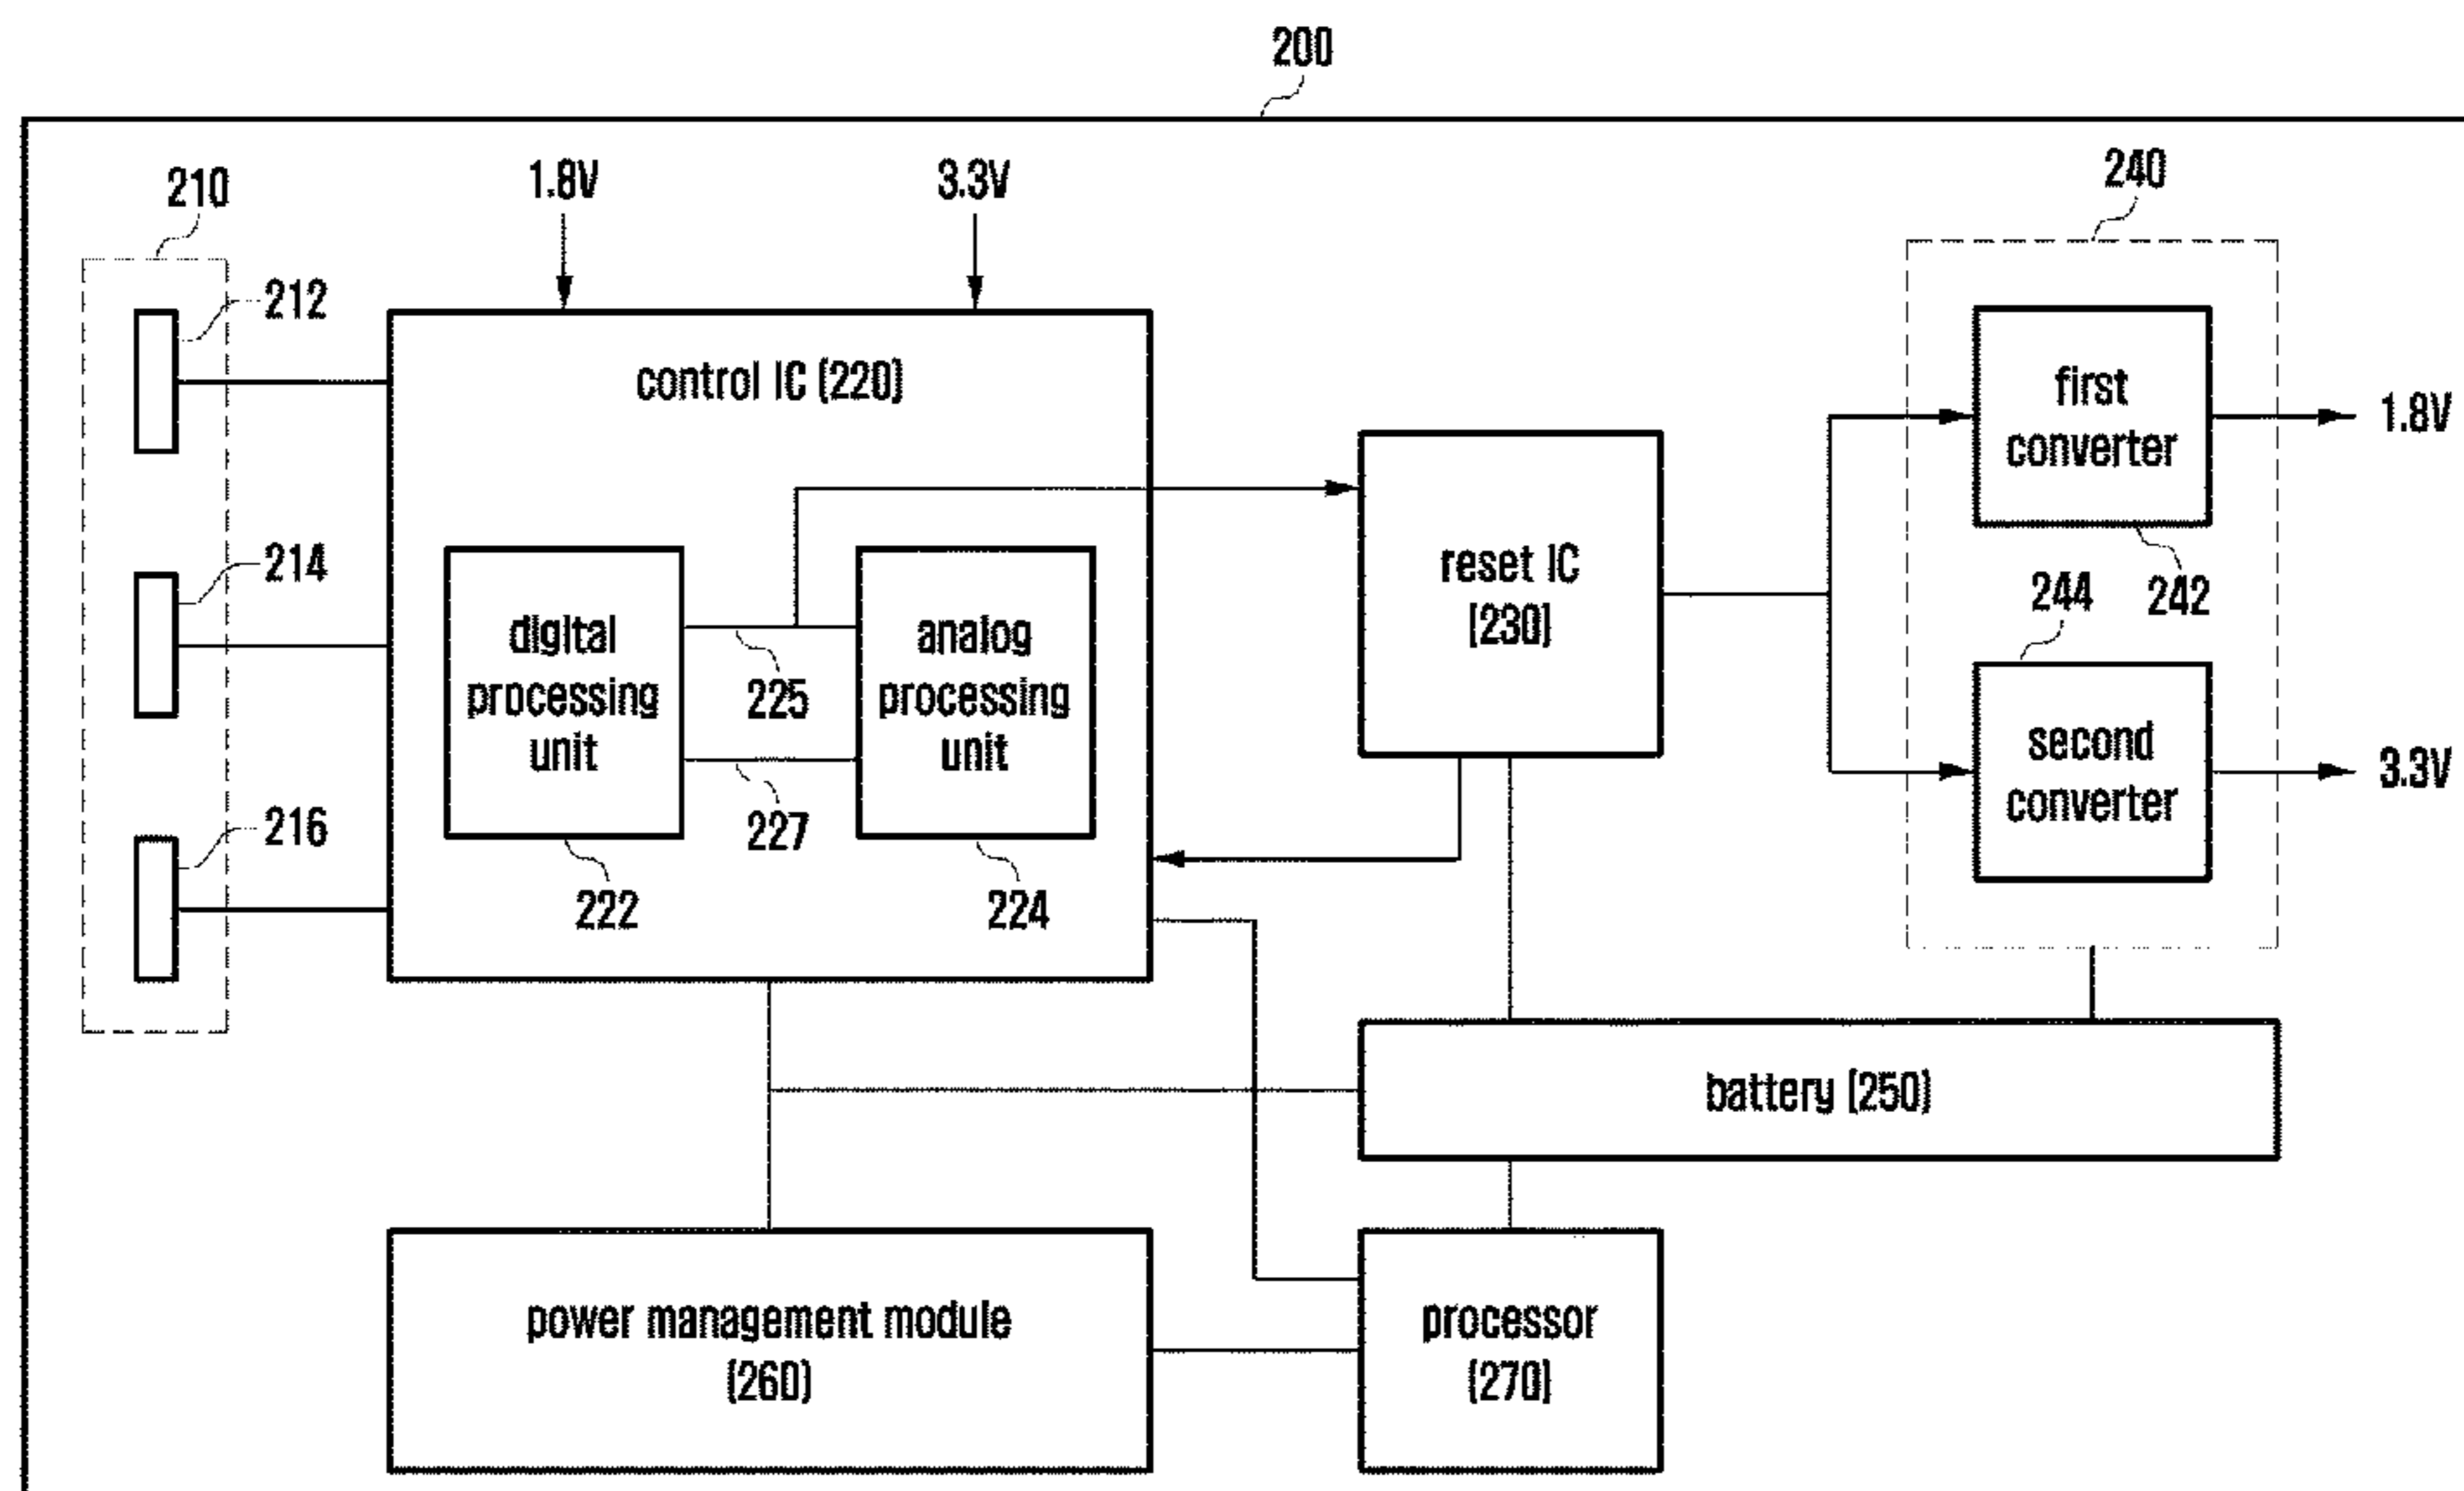 200
210
1.8V
3.3V
240
212
214
216
control IC (220)
digital
processing
unit
222
225
227
analog
processing
unit
224
reset IC
(230)
first
converter
242
1.8V
244
second
converter
3.3V
battery (250)
power management module
(260)
processor
(270)